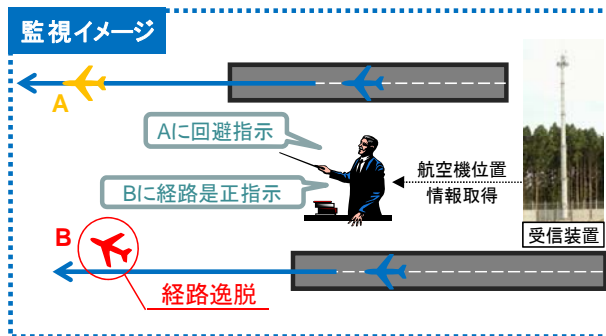 監視イメージ
A
Aに回避指示
Bに経路是正指示
航空機位置
情報取得
受信装置
B
経路逸脱